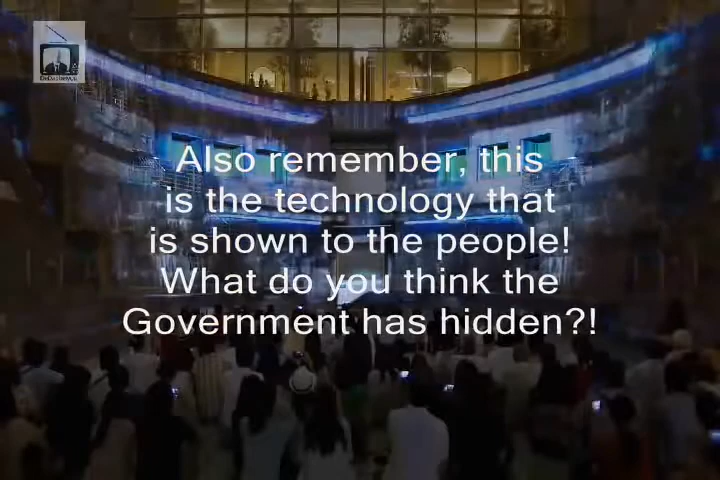 Also remember, this
is the technology that
is shown to the people!
What do you think the
Government has hidden?!